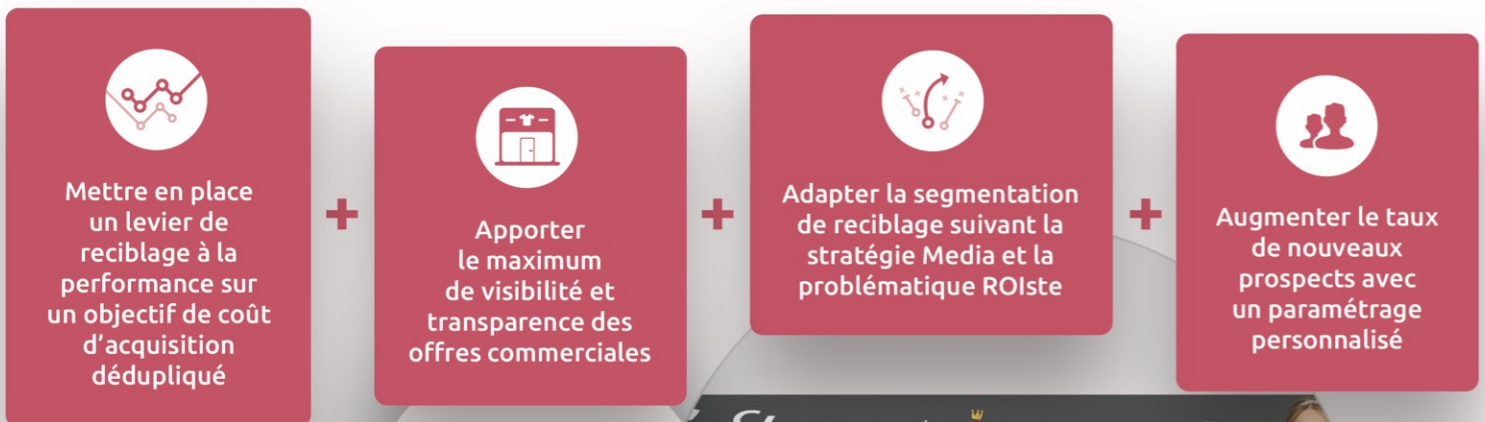 Mettre en place
un levier de
reciblage à la
performance sur
un objectif de coût
d'acquisition
dédupliqué
+
Apporter
le maximum
de visibilité et
transparence des
offres commerciales
+
Adapter la segmentation
de reciblage suivant la
stratégie Media et la
problématique ROIste
+
Augmenter le taux
de nouveaux
prospects avec
un paramétrage
personnalisé